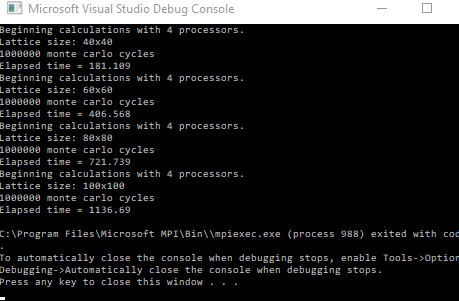 Microsoft Visual Studio Debug Console
Beginning calculations with 4 processors.
Lattice size: 40x40
1000000 monte carlo cycles
Elapsed time = 181.109
Beginning calculations with 4 processors.
Lattice size: 60x60
1000000 monte carlo cycles
Elapsed time = 406.568
Beginning calculations with 4 processors.
Lattice size: 80x80
1000000 monte carlo cycles
Elapsed time = 721.739
Beginning calculations with 4 processors.
Lattice size: 100x100
1000000 monte carlo cycles
Elapsed time = 1136.69
C:\Program Files\Microsoft MPI\Bin\\mpiexec.exe (process 988) exited with cod
.
To automatically close the console when debugging stops, enable Tools->Option
Debugging->Automatically close the console when debugging stops.
Press any key to close this window . . .